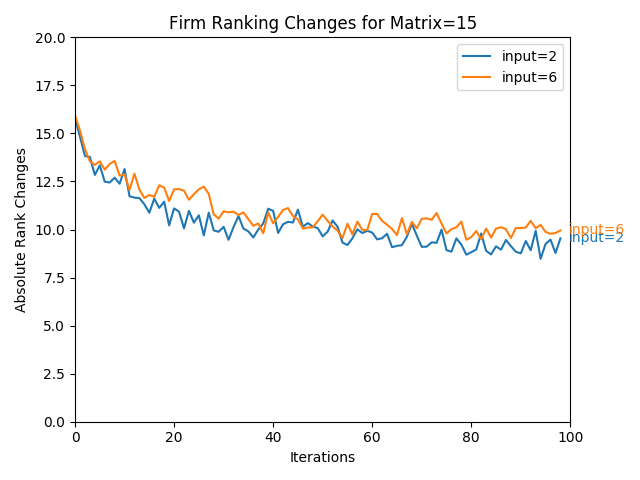 Firm Ranking Changes for Matrix=15
Absolute Rank Changes
20.0
17.5
15.0
12.5
10.0
7.5
5.0
2.5
0.0
input=2
input=6
input=6
input=2
0 20 40 60 80 100
Iterations